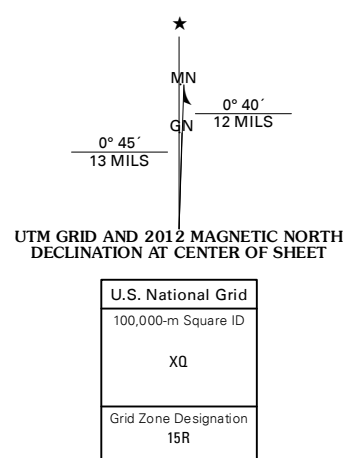 ★
MN
0° 40´
12 MILS
GN
0° 45´
13 MILS
UTM GRID AND 2012 MAGNETIC NORTH
DECLINATION AT CENTER OF SHEET
U.S. National Grid
100,000-m Square ID
XQ
Grid Zone Designation
15R